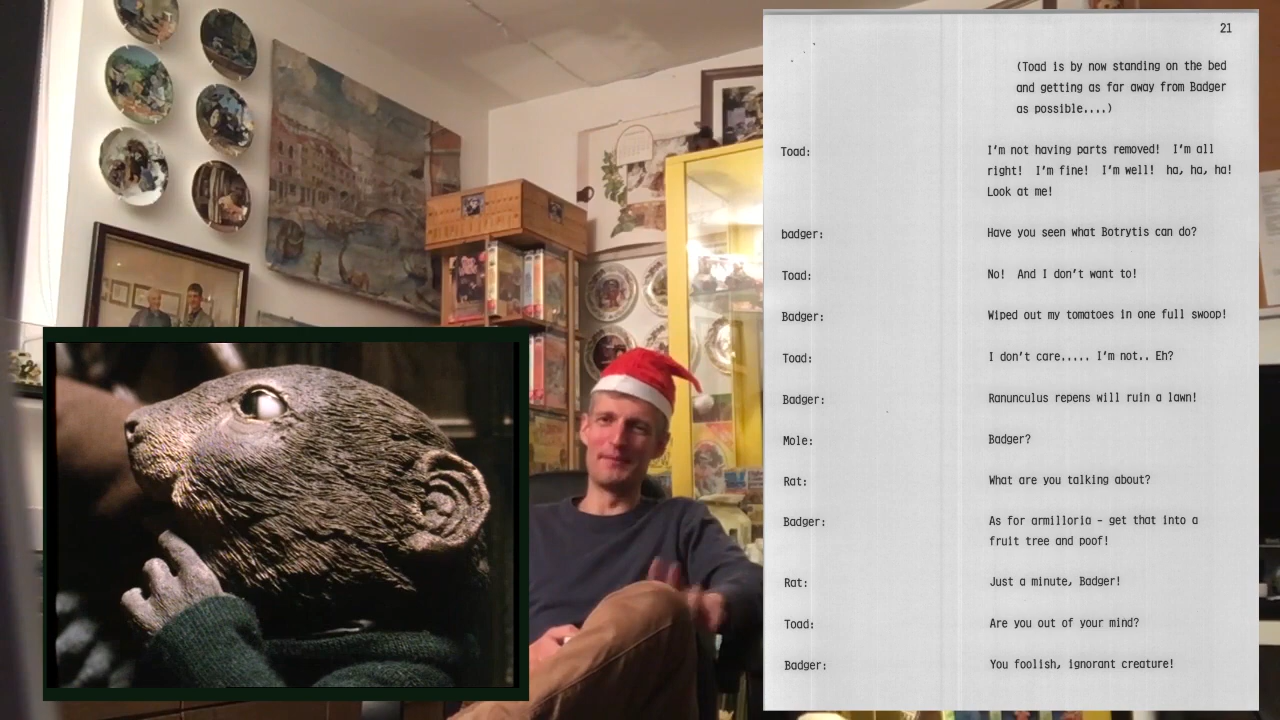 21
(Toad is by now standing on the bed
and getting as far away from Badger
as possible....)
Toad: I'm not having parts removed! I'm all
right! I'm fine! I'm well! ha, ha, ha!
Look at me!
badger: Have you seen what Botrytis can do?
Toad: No! And I don't want to!
Badger: Wiped out my tomatoes in one full swoop!
Toad: I don't care..... I'm not.. Eh?
Badger: Ranunculus repens will ruin a lawn!
Mole: Badger?
Rat: What are you talking about?
Badger: As for armilloria - get that into a
fruit tree and poof!
Rat: Just a minute, Badger!
Toad: Are you out of your mind?
Badger: You foolish, ignorant creature!